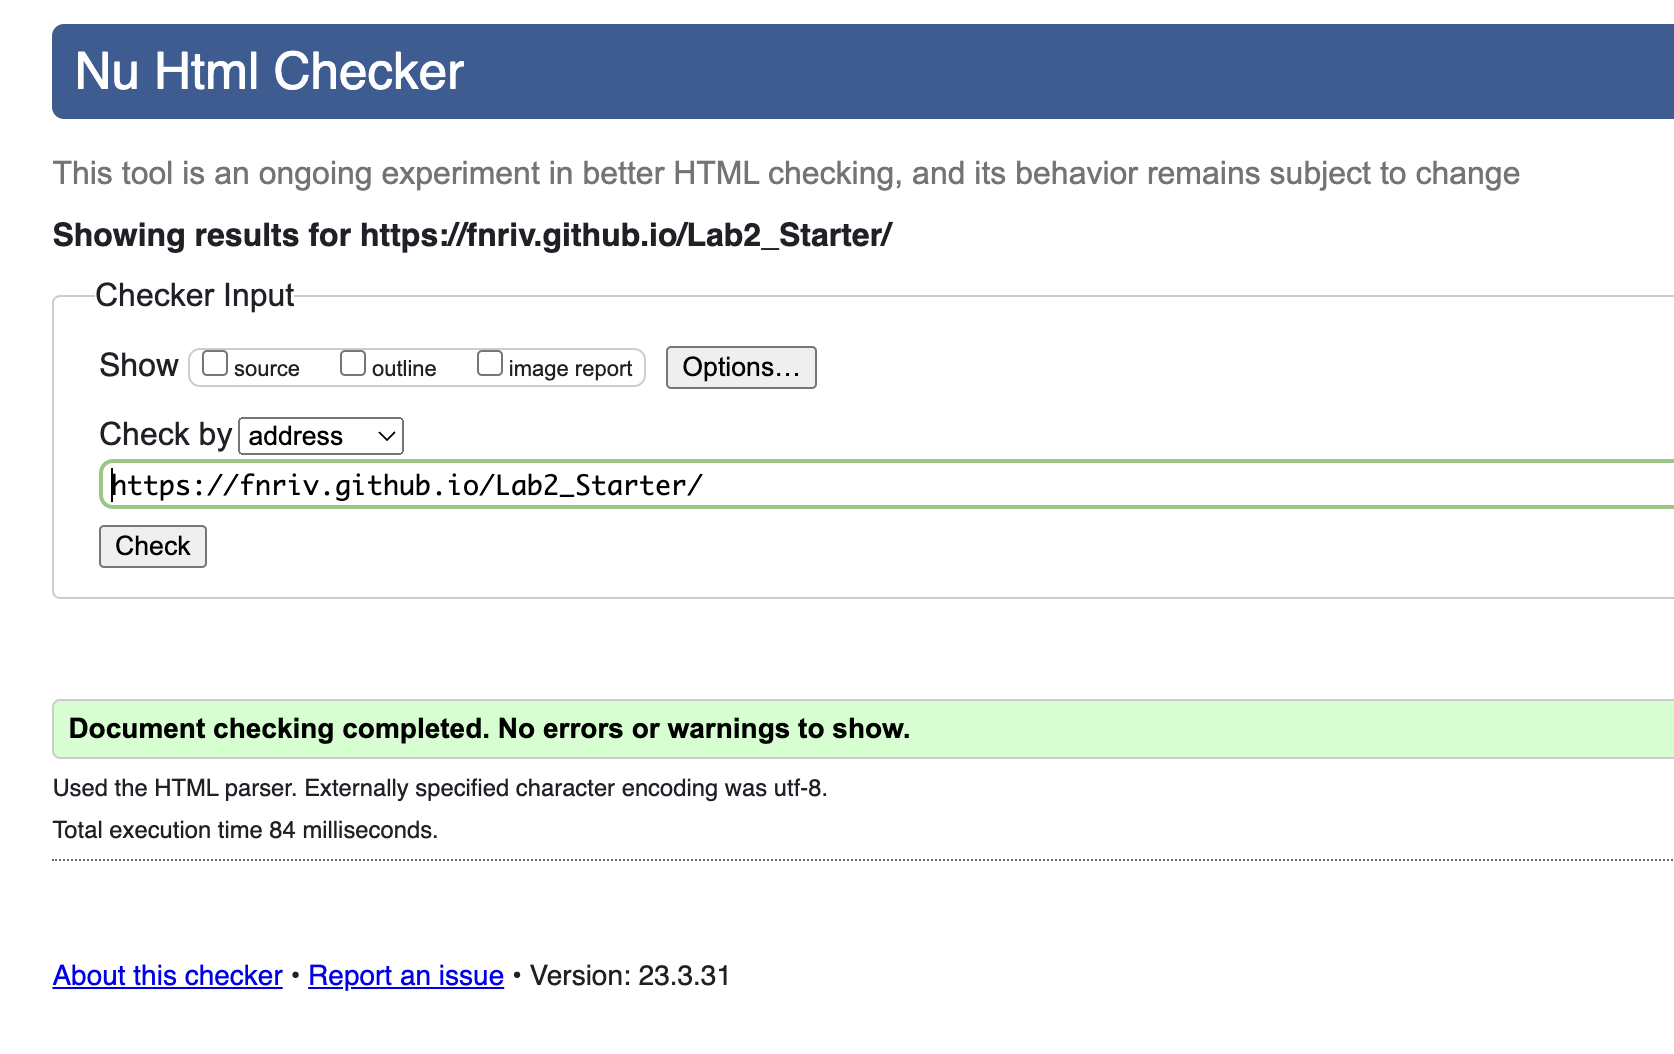 Nu Html Checker
This tool is an ongoing experiment in better HTML checking, and its behavior remains subject to change
Showing results for https://fnriv.github.io/Lab2_Starter/
Checker Input
Show source outline image report Options...
Check by address
https://fnriv.github.io/Lab2_Starter/
Check
Document checking completed. No errors or warnings to show.
Used the HTML parser. Externally specified character encoding was utf-8.
Total execution time 84 milliseconds.
About this checker • Report an issue • Version: 23.3.31